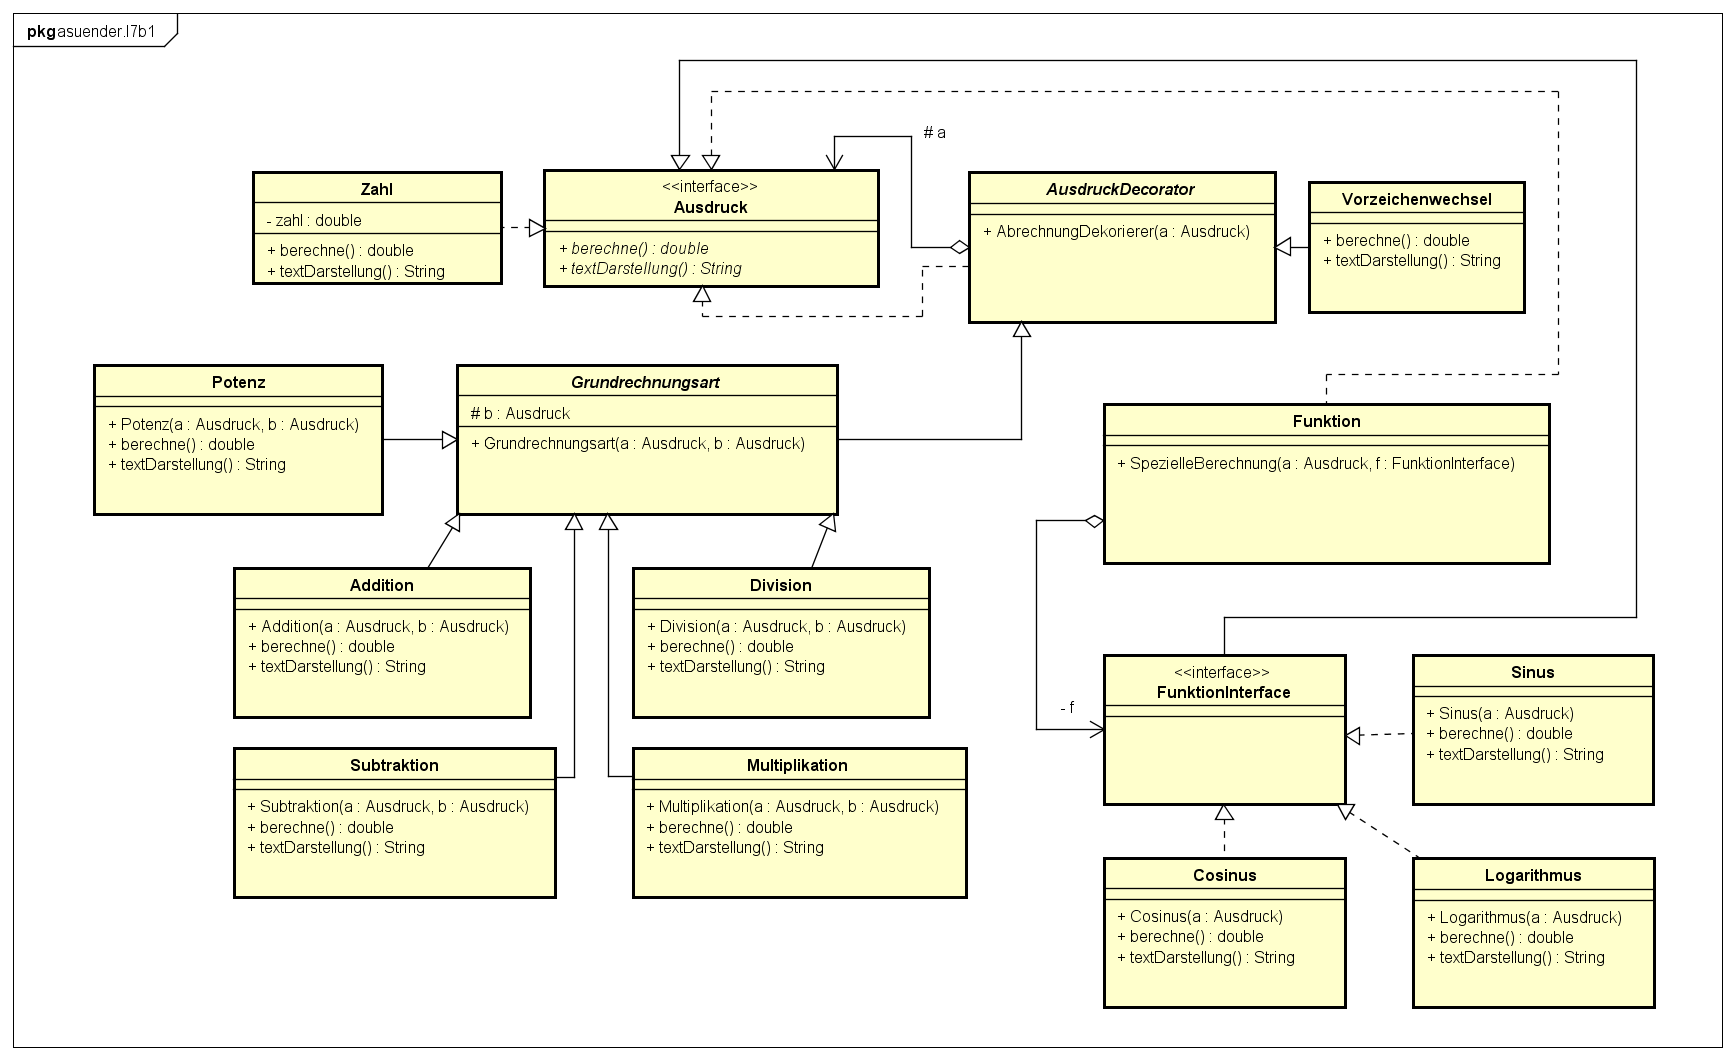 pkg asuender.l7b1
# a
Zahl
- zahl : double
+ berechne() : double
+ textDarstellung() : String
<<interface>>
Ausdruck
+ berechne() : double
+ textDarstellung() : String
AusdruckDecorator
+ AbrechnungDekorierer(a : Ausdruck)
Vorzeichenwechsel
+ berechne() : double
+ textDarstellung() : String
Potenz
+ Potenz(a : Ausdruck, b : Ausdruck)
+ berechne() : double
+ textDarstellung() : String
Grundrechnungsart
# b : Ausdruck
+ Grundrechnungsart(a : Ausdruck, b : Ausdruck)
Funktion
+ SpezielleBerechnung(a : Ausdruck, f : FunktionInterface)
Addition
+ Addition(a : Ausdruck, b : Ausdruck)
+ berechne() : double
+ textDarstellung() : String
Division
+ Division(a : Ausdruck, b : Ausdruck)
+ berechne() : double
+ textDarstellung() : String
- f
<<interface>>
FunktionInterface
Sinus
+ Sinus(a : Ausdruck)
+ berechne() : double
+ textDarstellung() : String
Subtraktion
+ Subtraktion(a : Ausdruck, b : Ausdruck)
+ berechne() : double
+ textDarstellung() : String
Multiplikation
+ Multiplikation(a : Ausdruck, b : Ausdruck)
+ berechne() : double
+ textDarstellung() : String
Cosinus
+ Cosinus(a : Ausdruck)
+ berechne() : double
+ textDarstellung() : String
Logarithmus
+ Logarithmus(a : Ausdruck)
+ berechne() : double
+ textDarstellung() : String